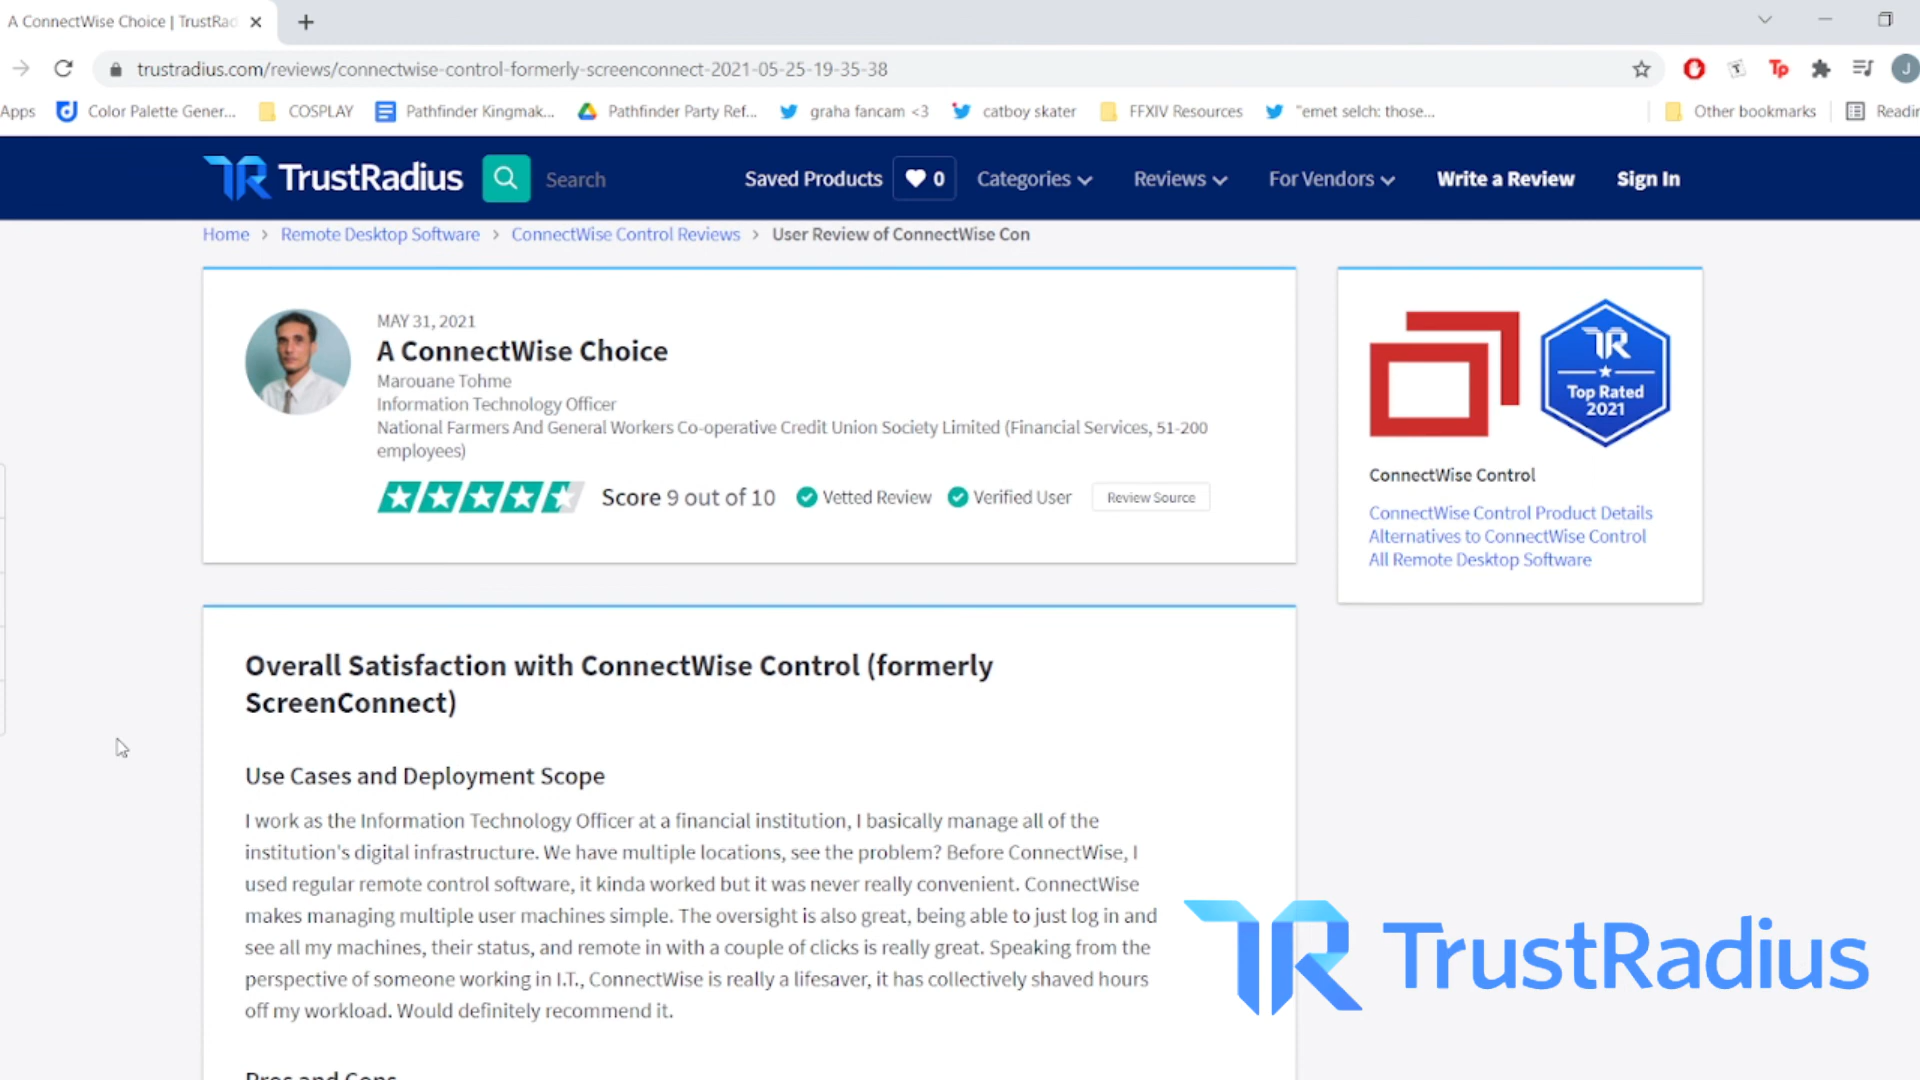 A ConnectWise Choice | TrustRad
trustradius.com/reviews/connectwise-control-formerly-screenconnect-2021-05-25-19-35-38
Tp
J
Apps Color Palette Gener... COSPLAY Pathfinder Kingmak... Pathfinder Party Ref... graha fancam <3 catboy skater FFXIV Resources "emet selch: those... Other bookmarks Readin
TrustRadius Search Saved Products 0 Categories Reviews For Vendors Write a Review Sign In
Home > Remote Desktop Software > ConnectWise Control Reviews > User Review of ConnectWise Con
MAY 31, 2021
A ConnectWise Choice
Marouane Tohme
Information Technology Officer
National Farmers And General Workers Co-operative Credit Union Society Limited (Financial Services, 51-200
employees)
Score 9 out of 10 Vetted Review Verified User Review Source
TR
Top Rated
2021
ConnectWise Control
ConnectWise Control Product Details
Alternatives to ConnectWise Control
All Remote Desktop Software
Overall Satisfaction with ConnectWise Control (formerly
ScreenConnect)
Use Cases and Deployment Scope
I work as the Information Technology Officer at a financial institution, I basically manage all of the
institution's digital infrastructure. We have multiple locations, see the problem? Before ConnectWise, I
used regular remote control software, it kinda worked but it was never really convenient. ConnectWise
makes managing multiple user machines simple. The oversight is also great, being able to just log in and
see all my machines, their status, and remote in with a couple of clicks is really great. Speaking from the
perspective of someone working in I.T., ConnectWise is really a lifesaver, it has collectively shaved hours
off my workload. Would definitely recommend it.
Pros and Cons
TR TrustRadius